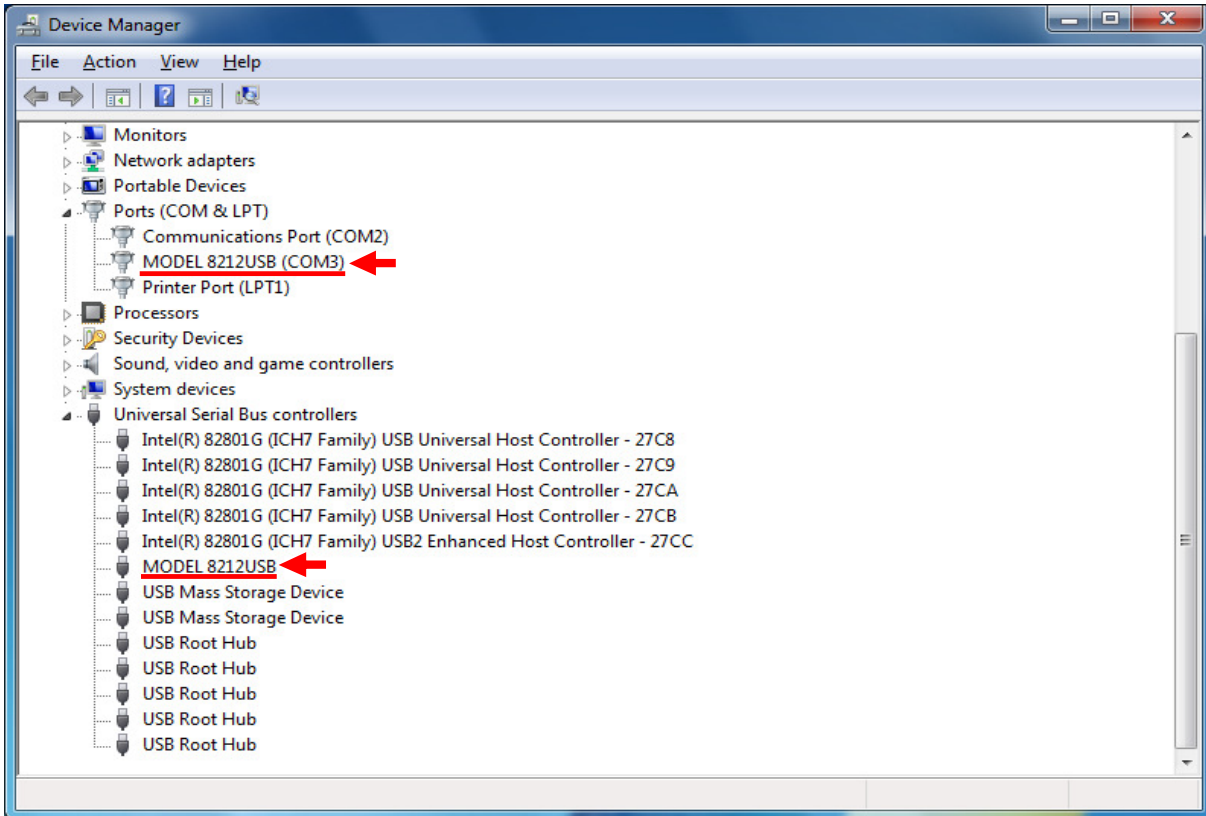 Device Manager
File Action View Help
Monitors
Network adapters
Portable Devices
Ports (COM & LPT)
Communications Port (COM2)
MODEL 8212USB (COM3)
Printer Port (LPT1)
Processors
Security Devices
Sound, video and game controllers
System devices
Universal Serial Bus controllers
Intel(R) 82801G (ICH7 Family) USB Universal Host Controller - 27C8
Intel(R) 82801G (ICH7 Family) USB Universal Host Controller - 27C9
Intel(R) 82801G (ICH7 Family) USB Universal Host Controller - 27CA
Intel(R) 82801G (ICH7 Family) USB Universal Host Controller - 27CB
Intel(R) 82801G (ICH7 Family) USB2 Enhanced Host Controller - 27CC
MODEL 8212USB
USB Mass Storage Device
USB Mass Storage Device
USB Root Hub
USB Root Hub
USB Root Hub
USB Root Hub
USB Root Hub